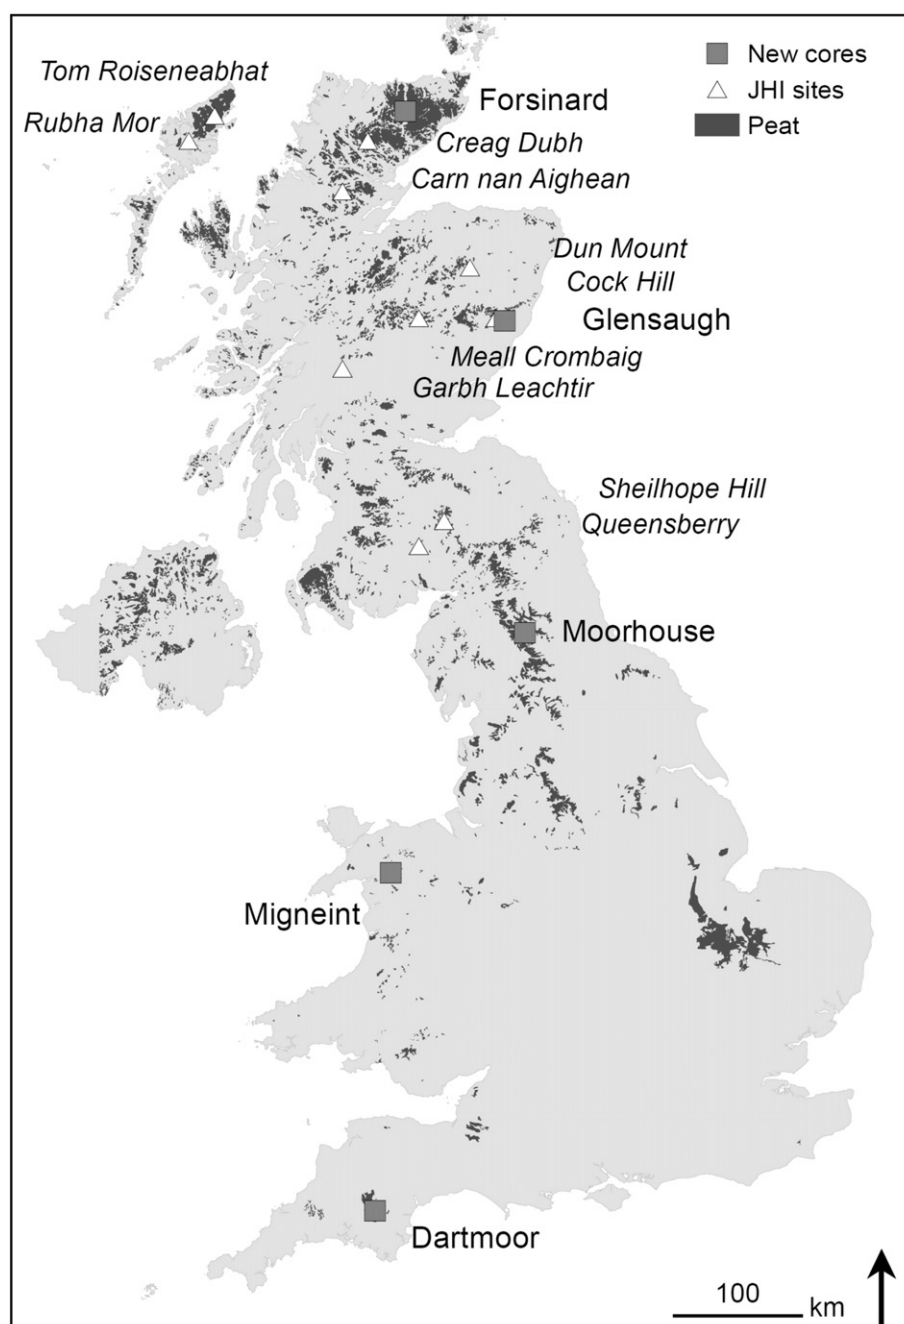 New cores
JHI sites
Peat
Tom Roiseneabhat
Rubha Mor
Forsinard
Creag Dubh
Carn nan Aighean
Dun Mount
Cock Hill
Glensaugh
Meall Crombaig
Garbh Leachtir
Sheilhope Hill
Queensberry
Moorhouse
Migneint
Dartmoor
100
km